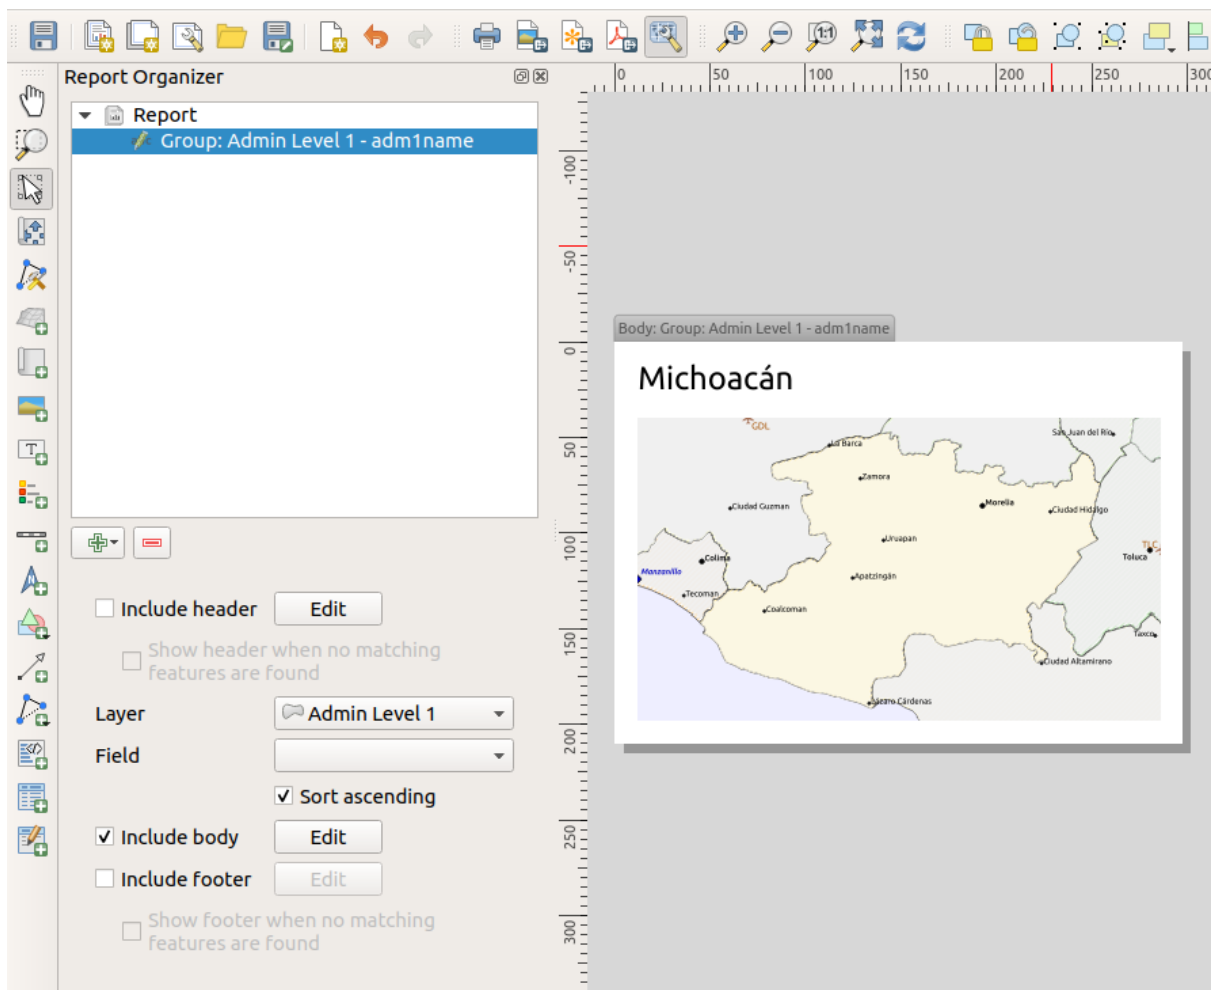 Report Organizer
Report
Group: Admin Level 1 - adm1name
Include header Edit
Show header when no matching
features are found
Layer Admin Level 1
Field
Sort ascending
Include body Edit
Include footer Edit
Show footer when no matching
features are found
0 50 100 150 200 250 300
-100
-50
0
50
100
150
200
250
300
Body: Group: Admin Level 1 - adm1name
Michoacán
GDL
San Juan del Rio
La Barca
Zamora
Ciudad Guzman
Morelia
Ciudad Hidalgo
Uruapan
TLC
Toluca
Colima
Manzanillo
Apatzingán
Tecoman
Coalcoman
Taxco
Ciudad Altamirano
Lázaro Cárdenas
1:1
T